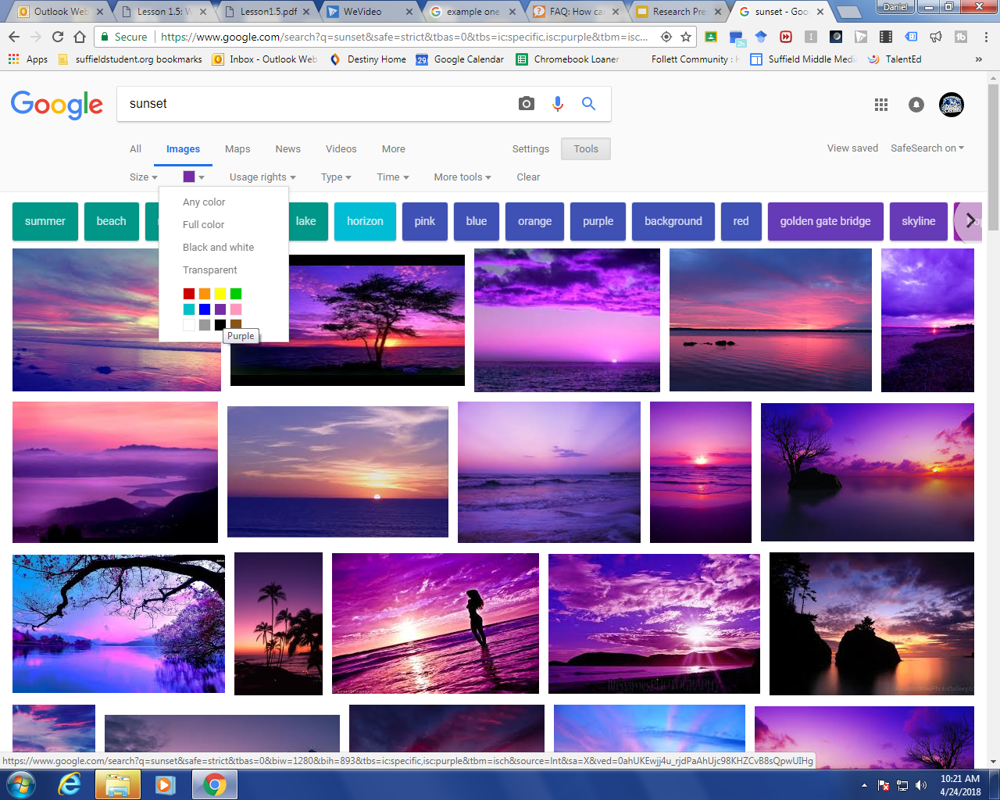 Outlook Web
Lesson 1.5: W
Lesson1.5.pdf
WeVideo
example one
FAQ: How ca
Research Pre
sunset - Goo
Daniel
Secure
https://www.google.com/search?q=sunset&safe=strict&tbas=0&tbs=ic:specific,isc:purple&tbm=isc...
2h
Apps
suffieldstudent.org bookmarks
Inbox - Outlook Web
Destiny Home
29
Google Calendar
Chromebook Loaner
Follett Community : H
Suffield Middle Media
TalentEd
Google
sunset
All
Images
Maps
News
Videos
More
Settings
Tools
View saved
SafeSearch on
Size
Usage rights
Type
Time
More tools
Clear
Any color
Full color
Black and white
Transparent
Purple
summer
beach
lake
horizon
pink
blue
orange
purple
background
red
golden gate bridge
skyline
https://www.google.com/search?q=sunset&safe=strict&tbas=0&biw=1280&bih=893&tbs=ic:specific,isc:purple&tbm=isch&source=lnt&sa=X&ved=0ahUKEwjj4u_rjdPaAhUjc98KHZCvB8sQpwUIHg
10:21 AM
4/24/2018